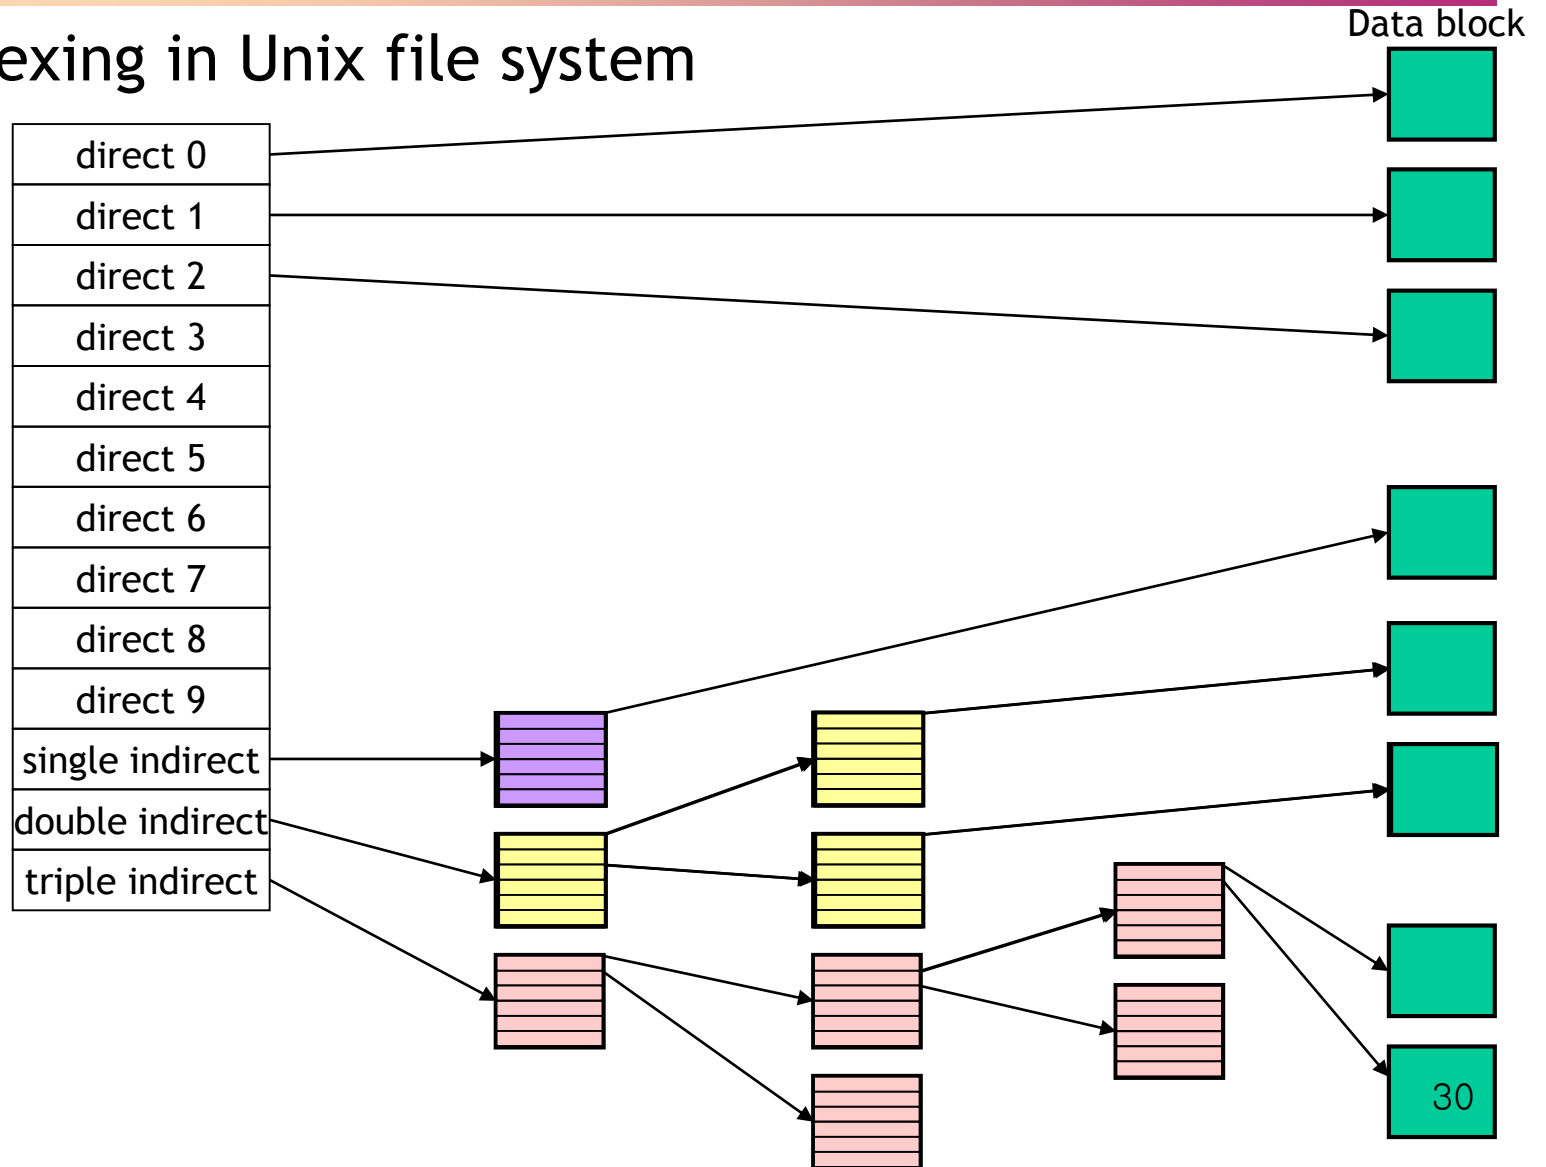 Data block
exing in Unix file system
direct 0
direct 1
direct 2
direct 3
direct 4
direct 5
direct 6
direct 7
direct 8
direct 9
single indirect
double indirect
triple indirect
30